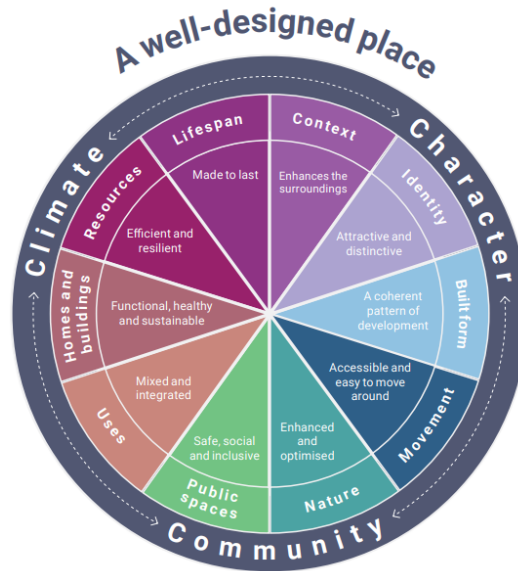 A well-designed place
Climate
Character
Community
Context
Enhances the
surroundings
Identity
Attractive and
distinctive
Built form
A coherent
pattern of
development
Movement
Accessible and
easy to move
around
Nature
Enhanced
and
optimised
Public
spaces
Safe, social
and inclusive
Uses
Mixed and
integrated
Homes and
buildings
Functional, healthy
and sustainable
Resources
Efficient and
resilient
Lifespan
Made to last